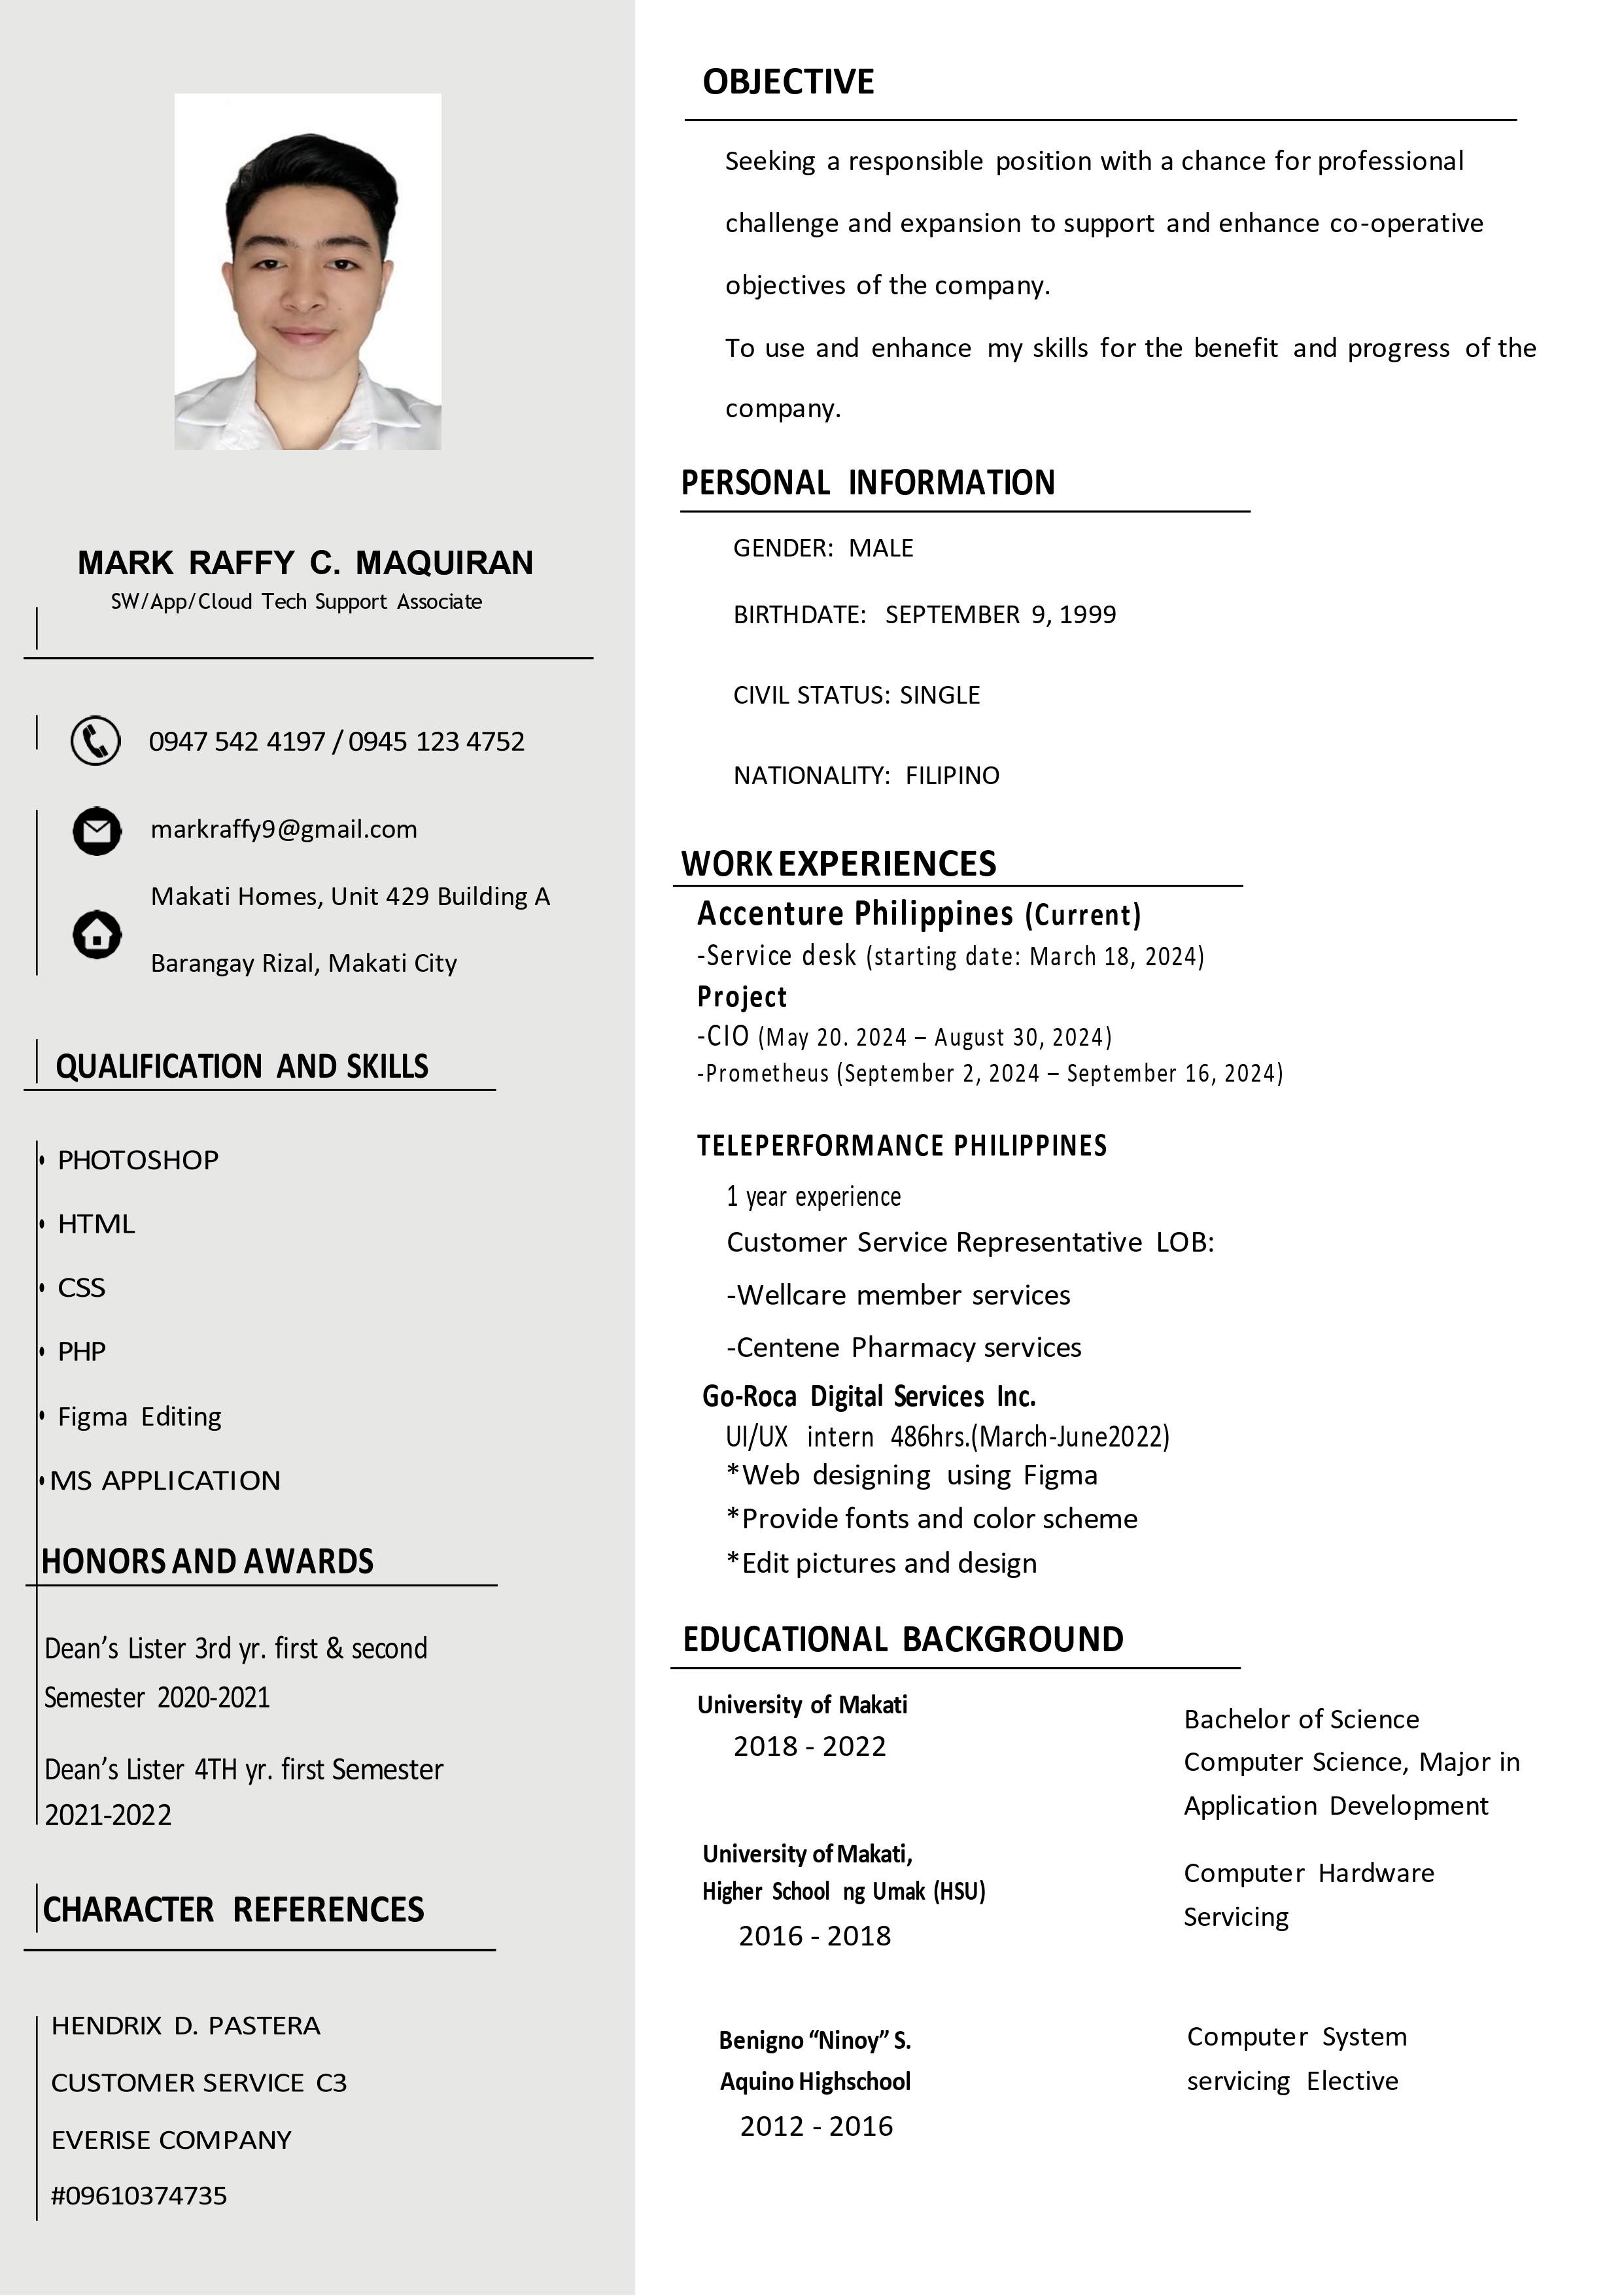 MARK RAFFY C. MAQUIRAN
SW/App/Cloud Tech Support Associate
0947 542 4197 / 0945 123 4752
markraffy9@gmail.com
Makati Homes, Unit 429 Building A
Barangay Rizal, Makati City
QUALIFICATION AND SKILLS
• PHOTOSHOP
• HTML
• CSS
• PHP
• Figma Editing
• MS APPLICATION
HONORS AND AWARDS
Dean’s Lister 3rd yr. first & second
Semester 2020-2021
Dean’s Lister 4TH yr. first Semester
2021-2022
CHARACTER REFERENCES
HENDRIX D. PASTERA
CUSTOMER SERVICE C3
EVERISE COMPANY
#09610374735
OBJECTIVE
Seeking a responsible position with a chance for professional
challenge and expansion to support and enhance co-operative
objectives of the company.
To use and enhance my skills for the benefit and progress of the
company.
PERSONAL INFORMATION
GENDER: MALE
BIRTHDATE: SEPTEMBER 9, 1999
CIVIL STATUS: SINGLE
NATIONALITY: FILIPINO
WORK EXPERIENCES
Accenture Philippines (Current)
-Service desk (starting date: March 18, 2024)
Project
-CIO (May 20. 2024 – August 30, 2024)
-Prometheus (September 2, 2024 – September 16, 2024)
TELEPERFORMANCE PHILIPPINES
1 year experience
Customer Service Representative LOB:
-Wellcare member services
-Centene Pharmacy services
Go-Roca Digital Services Inc.
UI/UX intern 486hrs.(March-June2022)
*Web designing using Figma
*Provide fonts and color scheme
*Edit pictures and design
EDUCATIONAL BACKGROUND
University of Makati
2018 - 2022
Bachelor of Science
Computer Science, Major in
Application Development
University of Makati,
Higher School ng Umak (HSU)
2016 - 2018
Computer Hardware
Servicing
Benigno “Ninoy” S.
Aquino Highschool
2012 - 2016
Computer System
servicing Elective